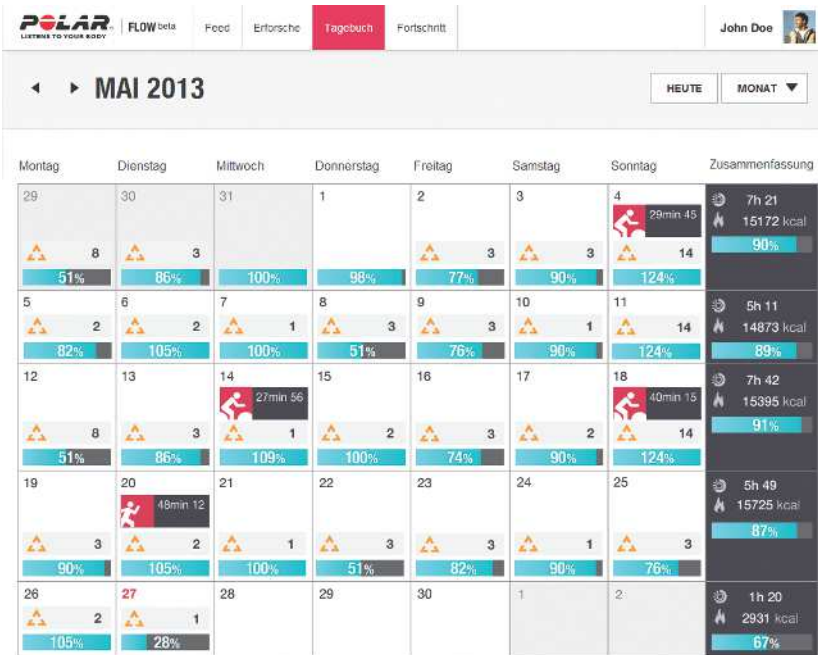 POLAR FLOW beta Feed Erforsche Tagebuch Fortschritt John Doe
LISTENS TO YOUR BODY
MAI 2013 HEUTE MONAT
Montag Dienstag Mittwoch Donnerstag Freitag Samstag Sonntag Zusammenfassung
29 30 31 1 2 3 4 7h 21
29min 45 15172 kcal
8 3 3 3 14 90%
51% 86% 100% 98% 77% 90% 124%
5 6 7 8 9 10 11 5h 11
2 2 1 3 3 1 14 14873 kcal
82% 105% 100% 51% 76% 90% 124% 89%
12 13 14 15 16 17 18 7h 42
27min 56 40min 15 15395 kcal
8 3 1 2 3 2 14 91%
51% 86% 109% 100% 74% 90% 124%
19 20 21 22 23 24 25 5h 49
48min 12 15725 kcal
3 2 1 3 3 1 3 87%
90% 105% 100% 51% 82% 90% 76%
26 27 28 29 30 1 2 1h 20
2 1 2931 kcal
105% 28% 67%